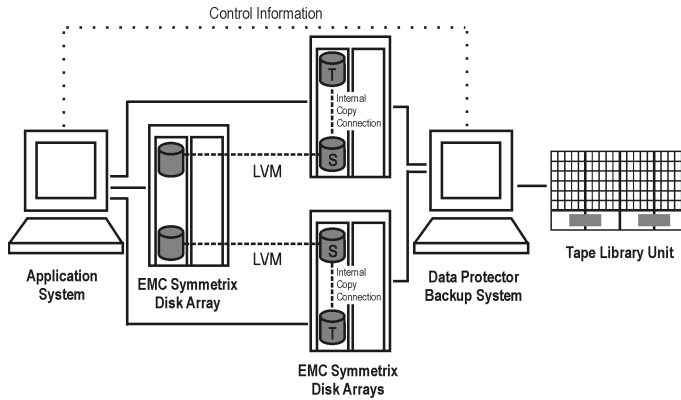 Control Information
T
Internal
Copy
Connection
S
LVM
S
LVM
Internal
Copy
Connection
T
Application
System
EMC Symmetrix
Disk Array
Data Protector
Backup System
Tape Library Unit
EMC Symmetrix
Disk Arrays